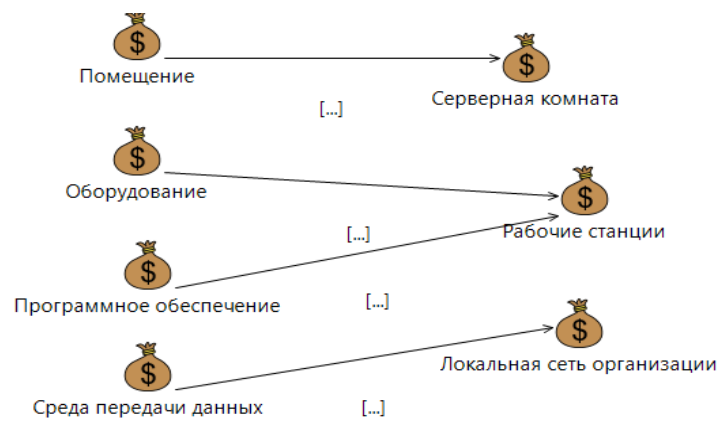 $
$
Помещение
Серверная комната
[...]
$
Оборудование
$
[...]
Рабочие станции
$
Программное обеспечение
[...]
$
Локальная сеть организации
$
Среда передачи данных
[...]